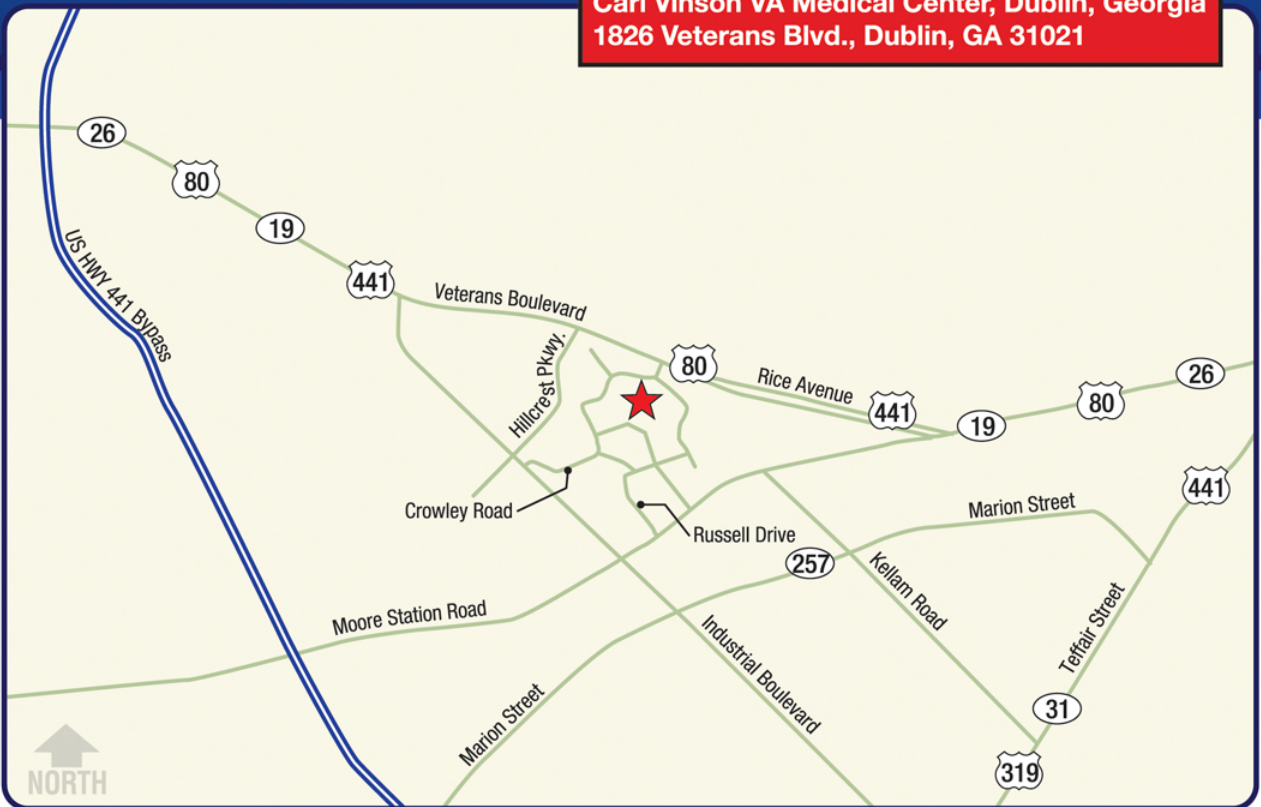 Carl Vinson VA Medical Center, Dublin, Georgia
1826 Veterans Blvd., Dublin, GA 31021
26
80
19
441
US HWY 441 Bypass
Veterans Boulevard
Hillcrest Pkwy.
80
Rice Avenue
441
19
80
26
441
Crowley Road
Russell Drive
Marion Street
257
Kellam Road
Moore Station Road
Teffair Street
Industrial Boulevard
Marion Street
31
319
NORTH